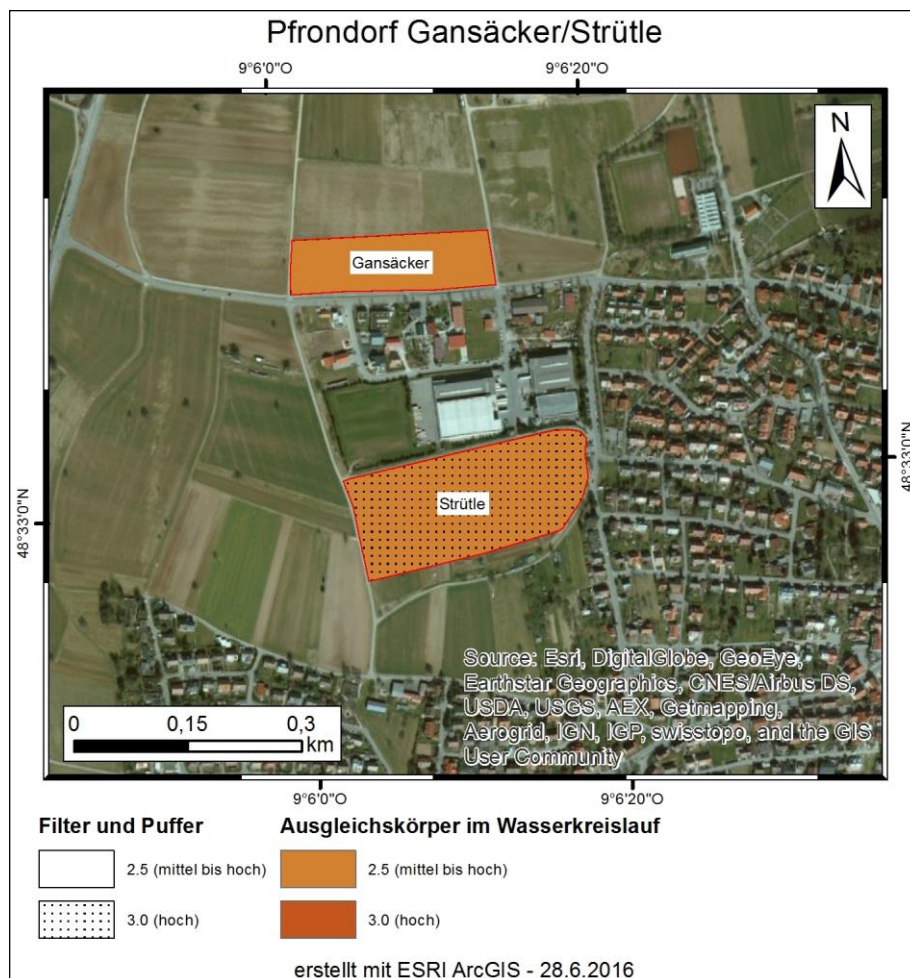 Pfrondorf Gansäcker/Strütle
9°6'0"O
9°6'20"O
N
Gansäcker
48°33'0"N
Strütle
48°33'0"N
Source: Esri, DigitalGlobe, GeoEye,
Earthstar Geographics, CNES/Airbus DS,
USDA, USGS, AEX, Getmapping,
Aerogrid, IGN, IGP, swisstopo, and the GIS
User Community
0 0,15 0,3
km
9°6'0"O
9°6'20"O
Filter und Puffer
2.5 (mittel bis hoch)
3.0 (hoch)
Ausgleichskörper im Wasserkreislauf
2.5 (mittel bis hoch)
3.0 (hoch)
erstellt mit ESRI ArcGIS - 28.6.2016